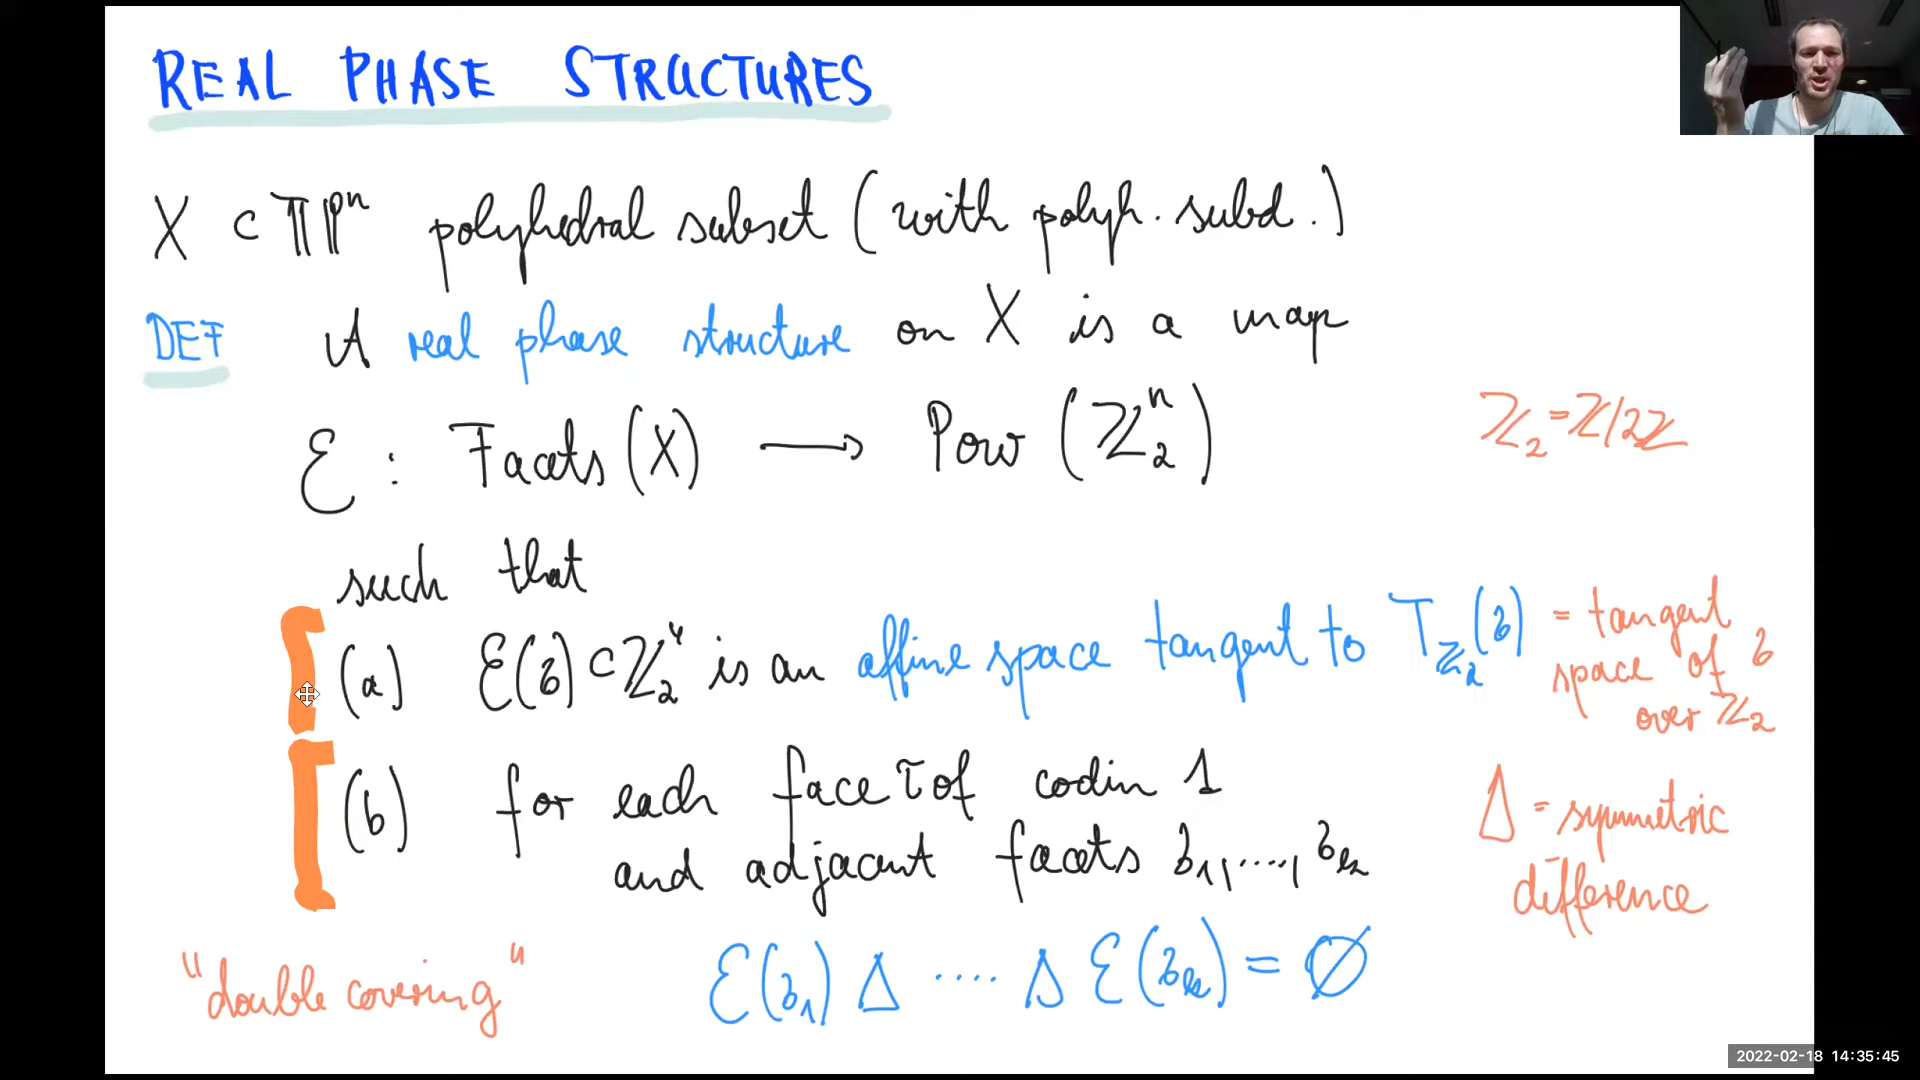 REAL PHASE STRUCTURES
X ⊂ 𝕋ℙⁿ polyhedral subset (with polyh. subd.)
DEF A real phase structure on X is a map
ℰ : Facets(X) ⟶ Pow(ℤ₂ⁿ)
ℤ₂ = ℤ/2ℤ
such that
(a) ℰ(σ) ⊂ ℤ₂ⁿ is an affine space tangent to T_ℤ₂(σ) = tangent
space of σ
over ℤ₂
(b) for each face τ of codim 1
and adjacent facets σ₁, ...., σₖ
Δ = symmetric
difference
"double covering"
ℰ(σ₁) Δ .... Δ ℰ(σₖ) = ∅
2022-02-18 14:35:45